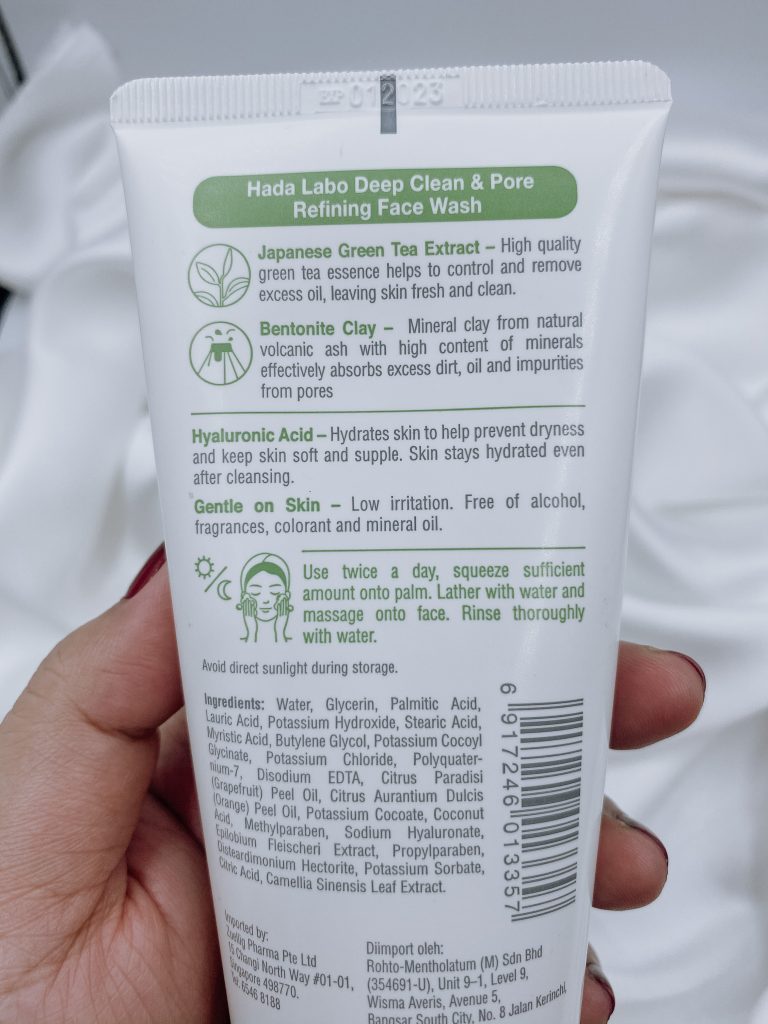 EXP 012023
Hada Labo Deep Clean & Pore
Refining Face Wash
Japanese Green Tea Extract – High quality
green tea essence helps to control and remove
excess oil, leaving skin fresh and clean.
Bentonite Clay – Mineral clay from natural
volcanic ash with high content of minerals
effectively absorbs excess dirt, oil and impurities
from pores
Hyaluronic Acid – Hydrates skin to help prevent dryness
and keep skin soft and supple. Skin stays hydrated even
after cleansing.
Gentle on Skin – Low irritation. Free of alcohol,
fragrances, colorant and mineral oil.
Use twice a day, squeeze sufficient
amount onto palm. Lather with water and
massage onto face. Rinse thoroughly
with water.
Avoid direct sunlight during storage.
Ingredients: Water, Glycerin, Palmitic Acid,
Lauric Acid, Potassium Hydroxide, Stearic Acid,
Myristic Acid, Butylene Glycol, Potassium Cocoyl
Glycinate, Potassium Chloride, Polyquater-
nium-7, Disodium EDTA, Citrus Paradisi
(Grapefruit) Peel Oil, Citrus Aurantium Dulcis
(Orange) Peel Oil, Potassium Cocoate, Coconut
Acid, Methylparaben, Sodium Hyaluronate,
Epilobium Fleischeri Extract, Propylparaben,
Disteardimonium Hectorite, Potassium Sorbate,
Citric Acid, Camellia Sinensis Leaf Extract.
6 917246 013357
Imported by:
Zuellig Pharma Pte Ltd
15 Changi North Way #01-01,
Singapore 498770.
Tel: 6546 8188
Diimport oleh:
Rohto-Mentholatum (M) Sdn Bhd
(354691-U), Unit 9–1, Level 9,
Wisma Averis, Avenue 5,
Bangsar South City, No. 8 Jalan Kerinchi,